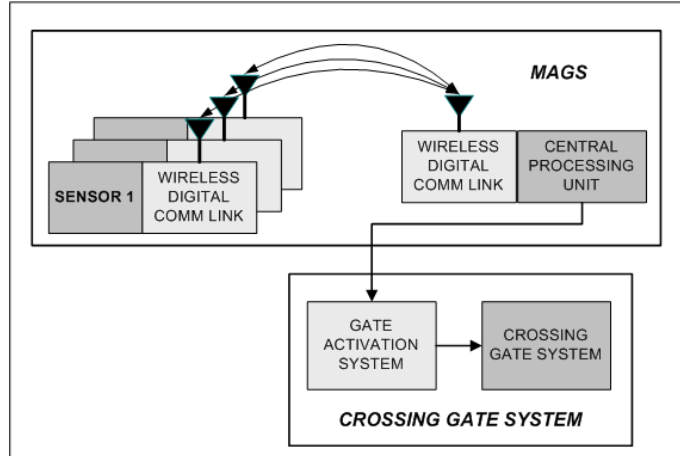 MAGS
WIRELESS
DIGITAL
COMM LINK
CENTRAL
PROCESSING
UNIT
SENSOR 1
WIRELESS
DIGITAL
COMM LINK
GATE
ACTIVATION
SYSTEM
CROSSING
GATE SYSTEM
CROSSING GATE SYSTEM